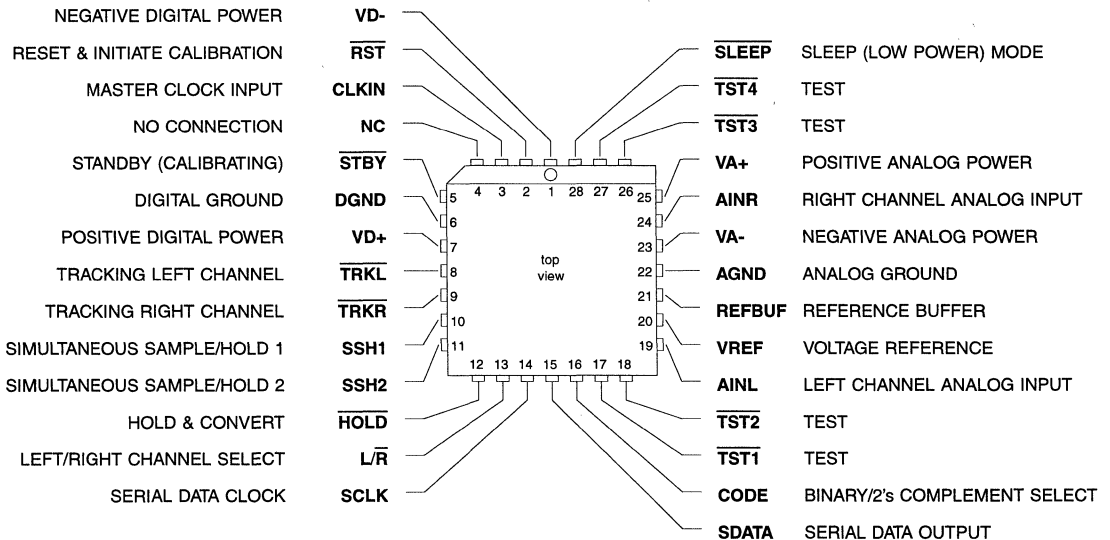 NEGATIVE DIGITAL POWER VD-
RESET & INITIATE CALIBRATION RST
MASTER CLOCK INPUT CLKIN
NO CONNECTION NC
STANDBY (CALIBRATING) STBY
DIGITAL GROUND DGND
POSITIVE DIGITAL POWER VD+
TRACKING LEFT CHANNEL TRKL
TRACKING RIGHT CHANNEL TRKR
SIMULTANEOUS SAMPLE/HOLD 1 SSH1
SIMULTANEOUS SAMPLE/HOLD 2 SSH2
HOLD & CONVERT HOLD
LEFT/RIGHT CHANNEL SELECT L/R
SERIAL DATA CLOCK SCLK
4 3 2 1 28 27 26
5
6
7
8
9
10
11
top
view
12 13 14 15 16 17 18
25
24
23
22
21
20
19
SLEEP SLEEP (LOW POWER) MODE
TST4 TEST
TST3 TEST
VA+ POSITIVE ANALOG POWER
AINR RIGHT CHANNEL ANALOG INPUT
VA- NEGATIVE ANALOG POWER
AGND ANALOG GROUND
REFBUF REFERENCE BUFFER
VREF VOLTAGE REFERENCE
AINL LEFT CHANNEL ANALOG INPUT
TST2 TEST
TST1 TEST
CODE BINARY/2's COMPLEMENT SELECT
SDATA SERIAL DATA OUTPUT